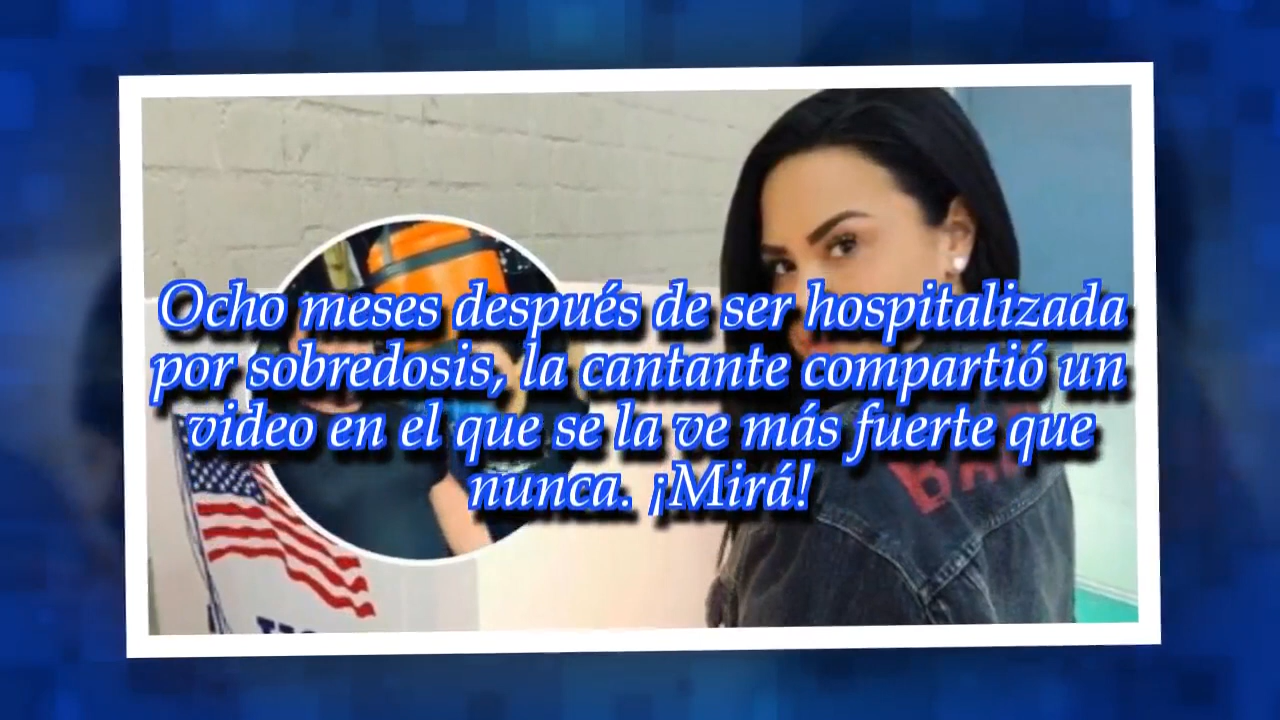 Ocho meses después de ser hospitalizada
por sobredosis, la cantante compartió un
video en el que se la ve más fuerte que
nunca. ¡Mirá!